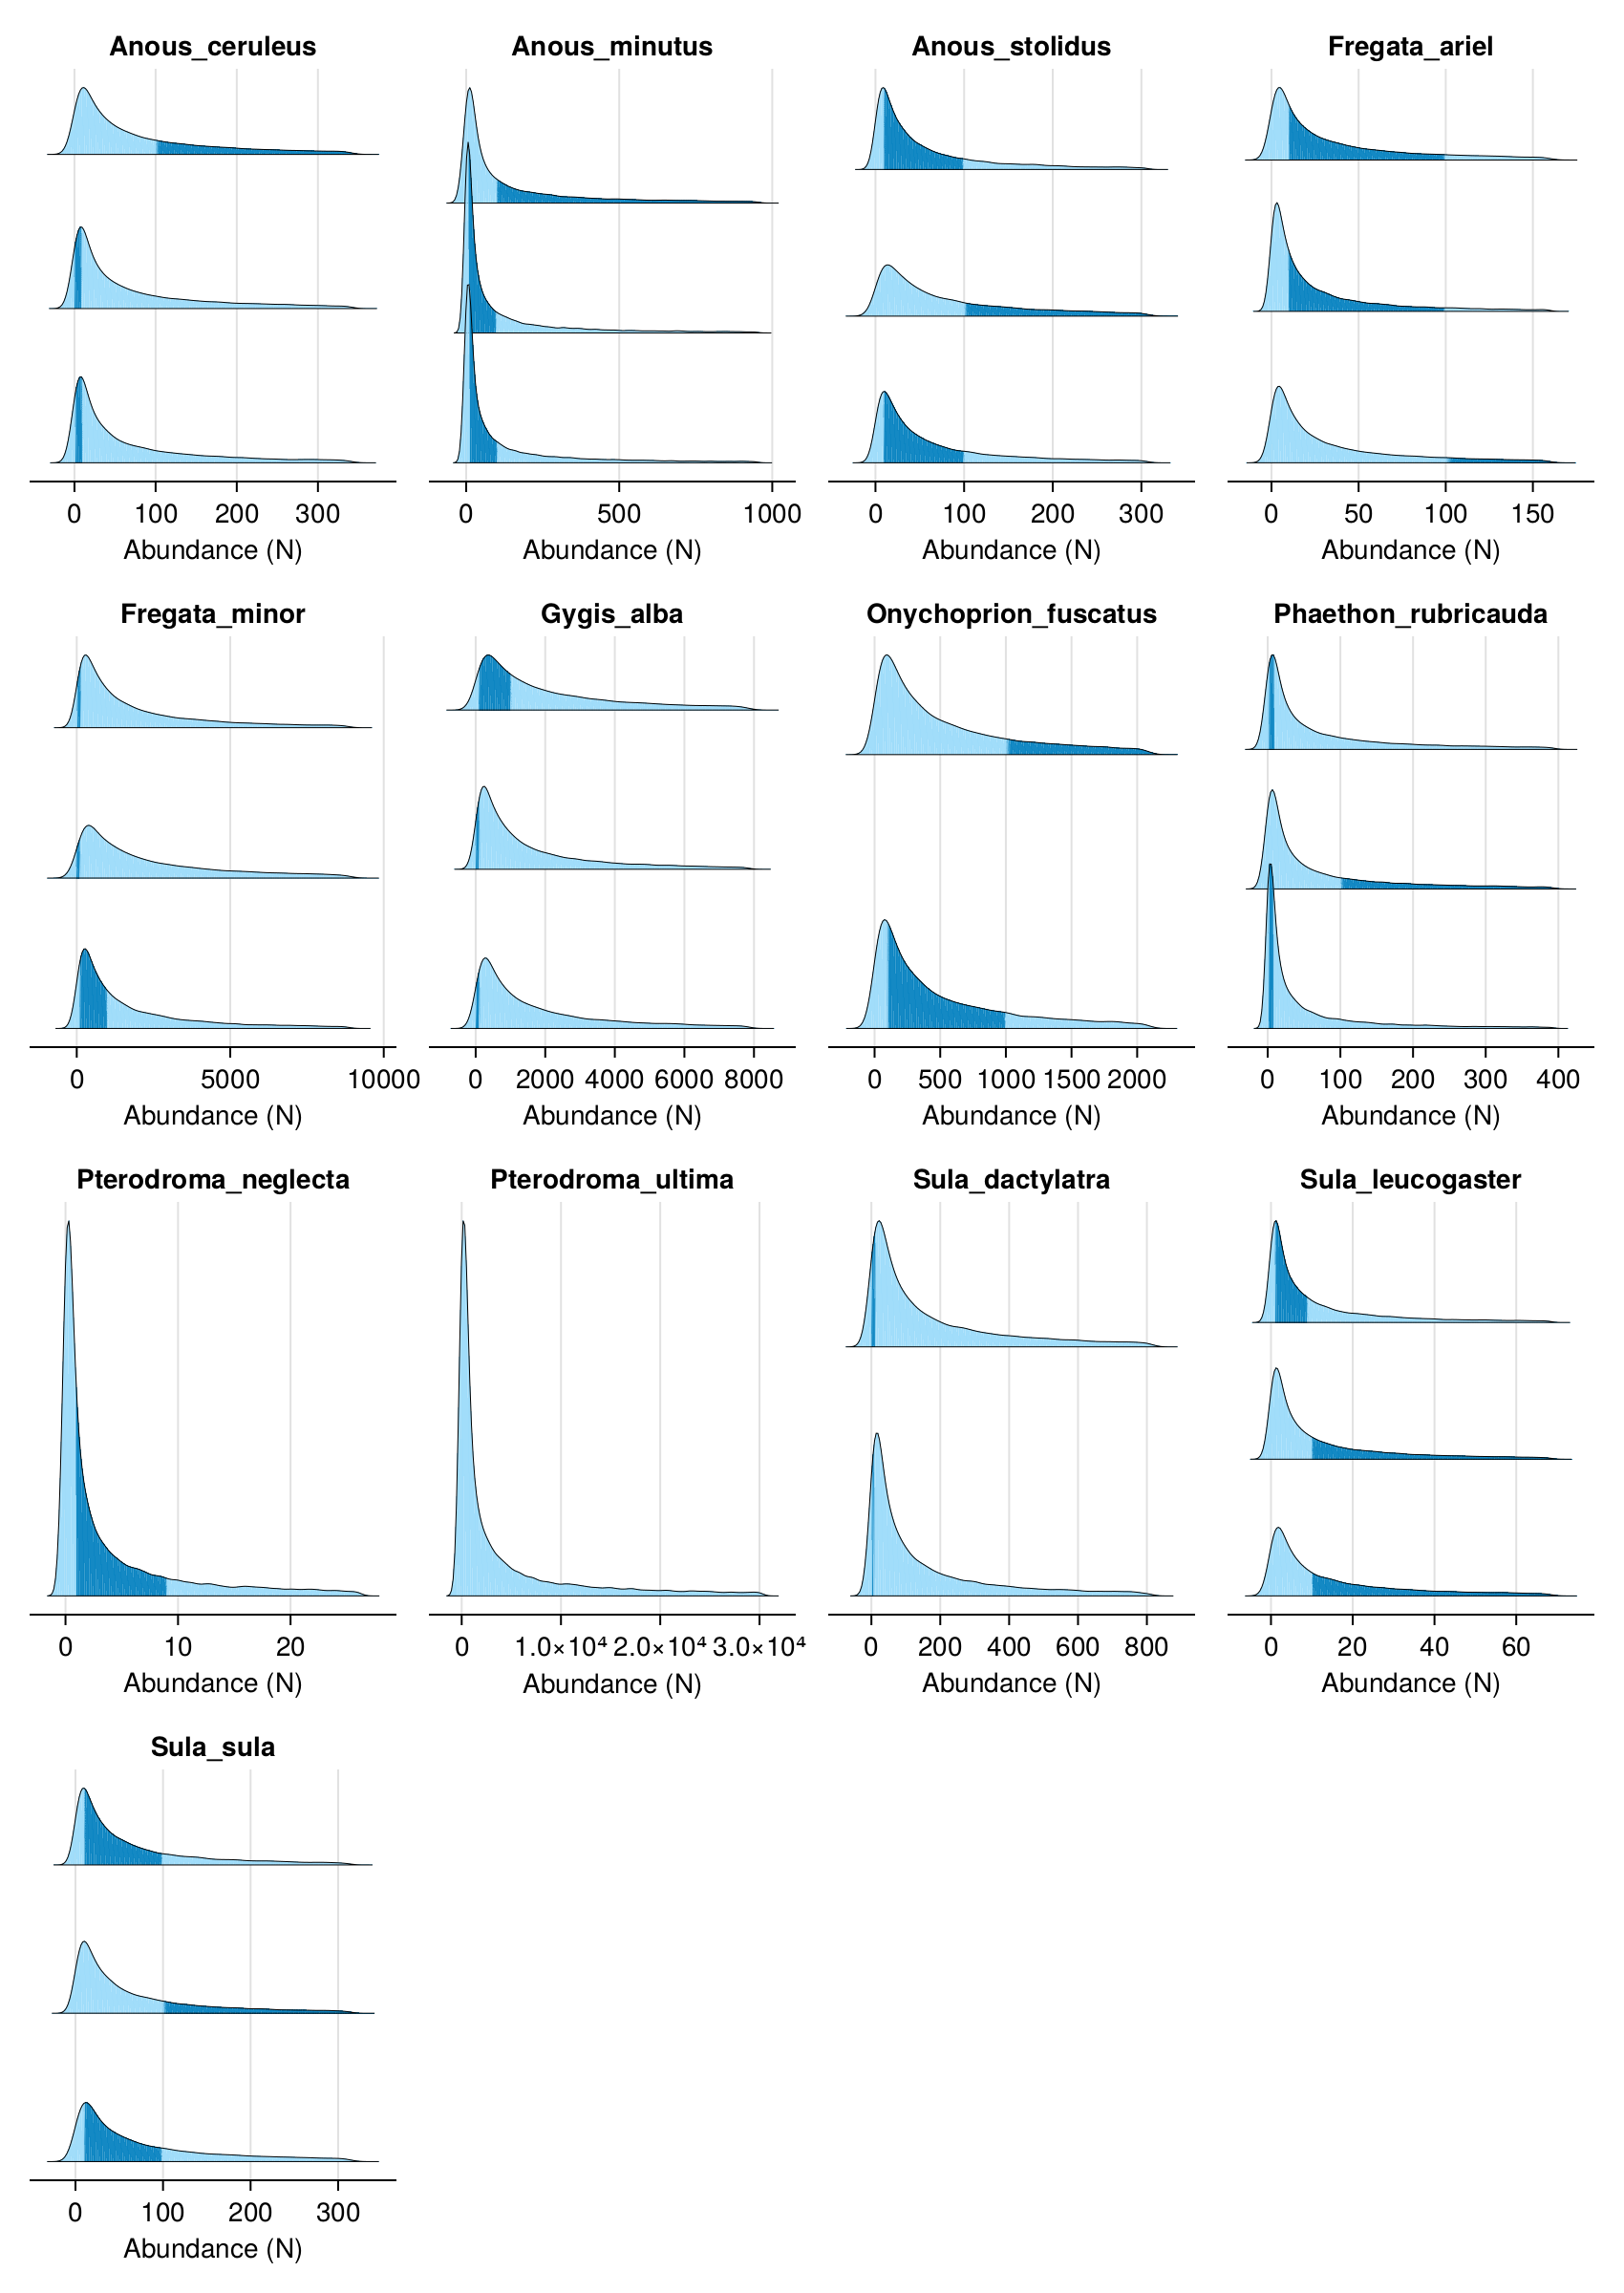 Anous_ceruleus Anous_minutus Anous_stolidus Fregata_ariel
0 100 200 300 0 500 1000 0 100 200 300 0 50 100 150
Abundance (N) Abundance (N) Abundance (N) Abundance (N)
Fregata_minor Gygis_alba Onychoprion_fuscatus Phaethon_rubricauda
0 5000 10000 0 2000 4000 6000 8000 0 500 1000 1500 2000 0 100 200 300 400
Abundance (N) Abundance (N) Abundance (N) Abundance (N)
Pterodroma_neglecta Pterodroma_ultima Sula_dactylatra Sula_leucogaster
0 10 20 0 1.0×10⁴ 2.0×10⁴ 3.0×10⁴ 0 200 400 600 800 0 20 40 60
Abundance (N) Abundance (N) Abundance (N) Abundance (N)
Sula_sula
0 100 200 300
Abundance (N)